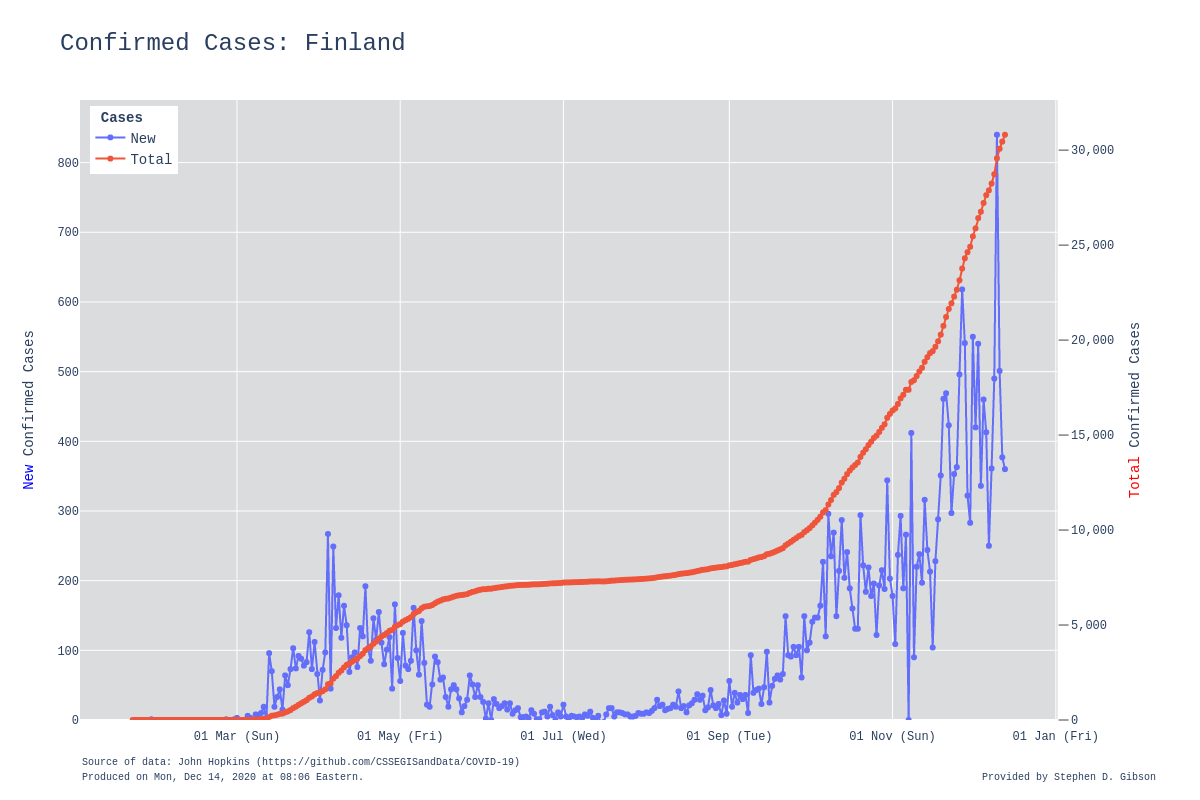 Confirmed Cases: Finland
Cases
New
Total
800
700
600
500
400
300
200
100
0
30,000
25,000
20,000
15,000
10,000
5,000
0
New Confirmed Cases
Total Confirmed Cases
01 Mar (Sun)
01 May (Fri)
01 Jul (Wed)
01 Sep (Tue)
01 Nov (Sun)
01 Jan (Fri)
Source of data: John Hopkins (https://github.com/CSSEGISandData/COVID-19)
Produced on Mon, Dec 14, 2020 at 08:06 Eastern.
Provided by Stephen D. Gibson